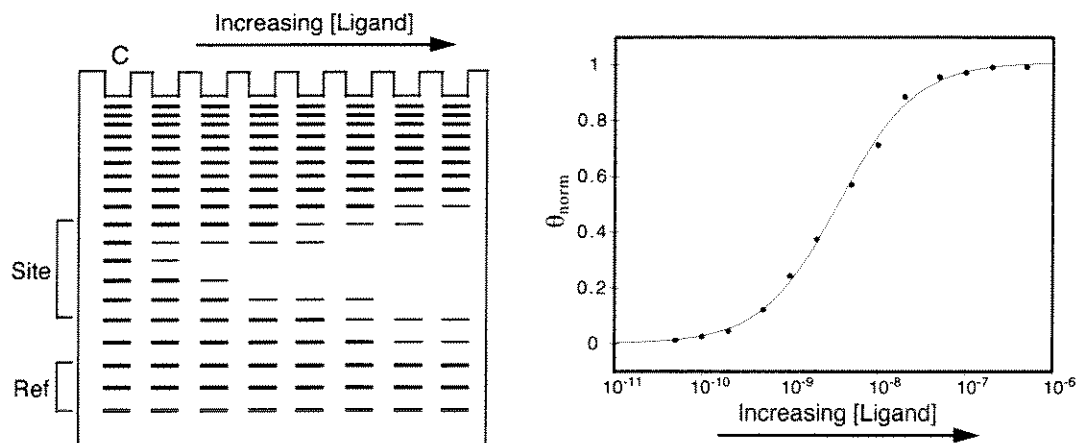 Increasing [Ligand]
C
Site
Ref
θnorm
1
0.8
0.6
0.4
0.2
0
10-11 10-10 10-9 10-8 10-7 10-6
Increasing [Ligand]